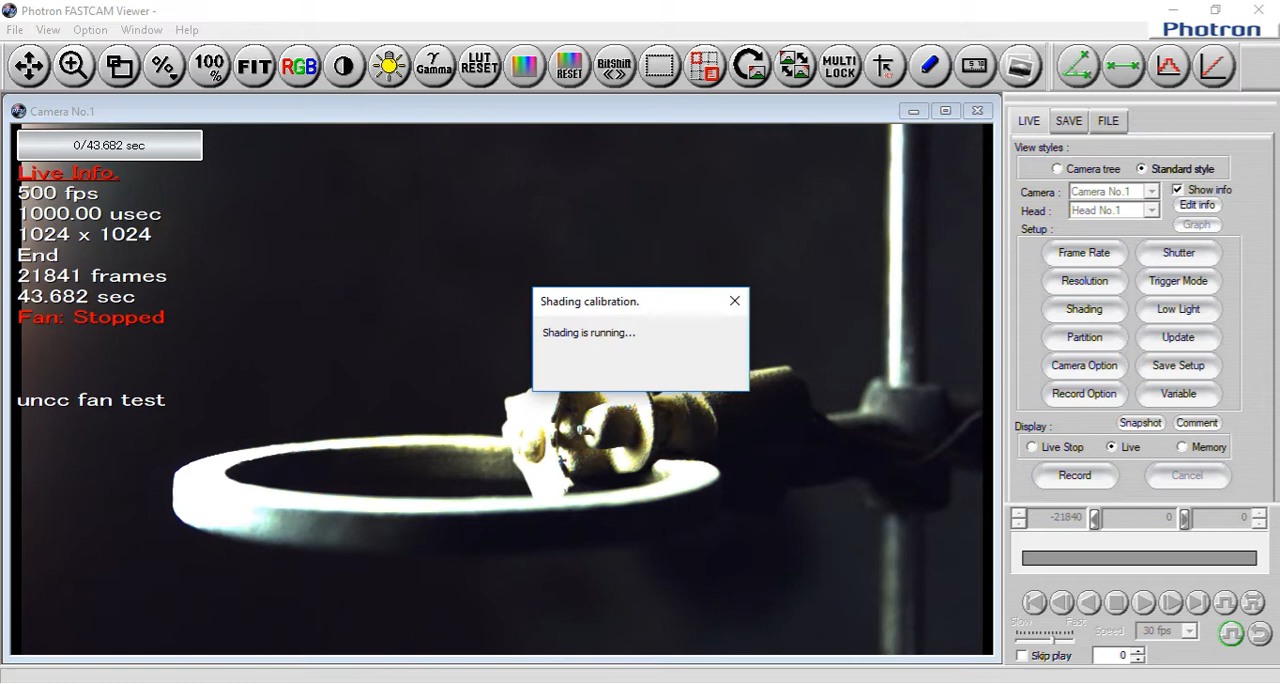 Photron FASTCAM Viewer -
File View Option Window Help
Photron
% 100 % FIT RGB γ Gamma LUT RESET RESET BitShift MULTI LOCK
Camera No.1
0/43.682 sec
Live Info.
500 fps
1000.00 usec
1024 x 1024
End
21841 frames
43.682 sec
Fan: Stopped
uncc fan test
Shading calibration.
Shading is running...
LIVE SAVE FILE
View styles :
Camera tree Standard style
Camera : Camera No.1 Show info
Head : Head No.1 Edit info
Graph
Setup :
Frame Rate Shutter
Resolution Trigger Mode
Shading Low Light
Partition Update
Camera Option Save Setup
Record Option Variable
Snapshot Comment
Display :
Live Stop Live Memory
Record Cancel
-21840 0 0
Slow Fast Speed 30 fps
Skip play 0